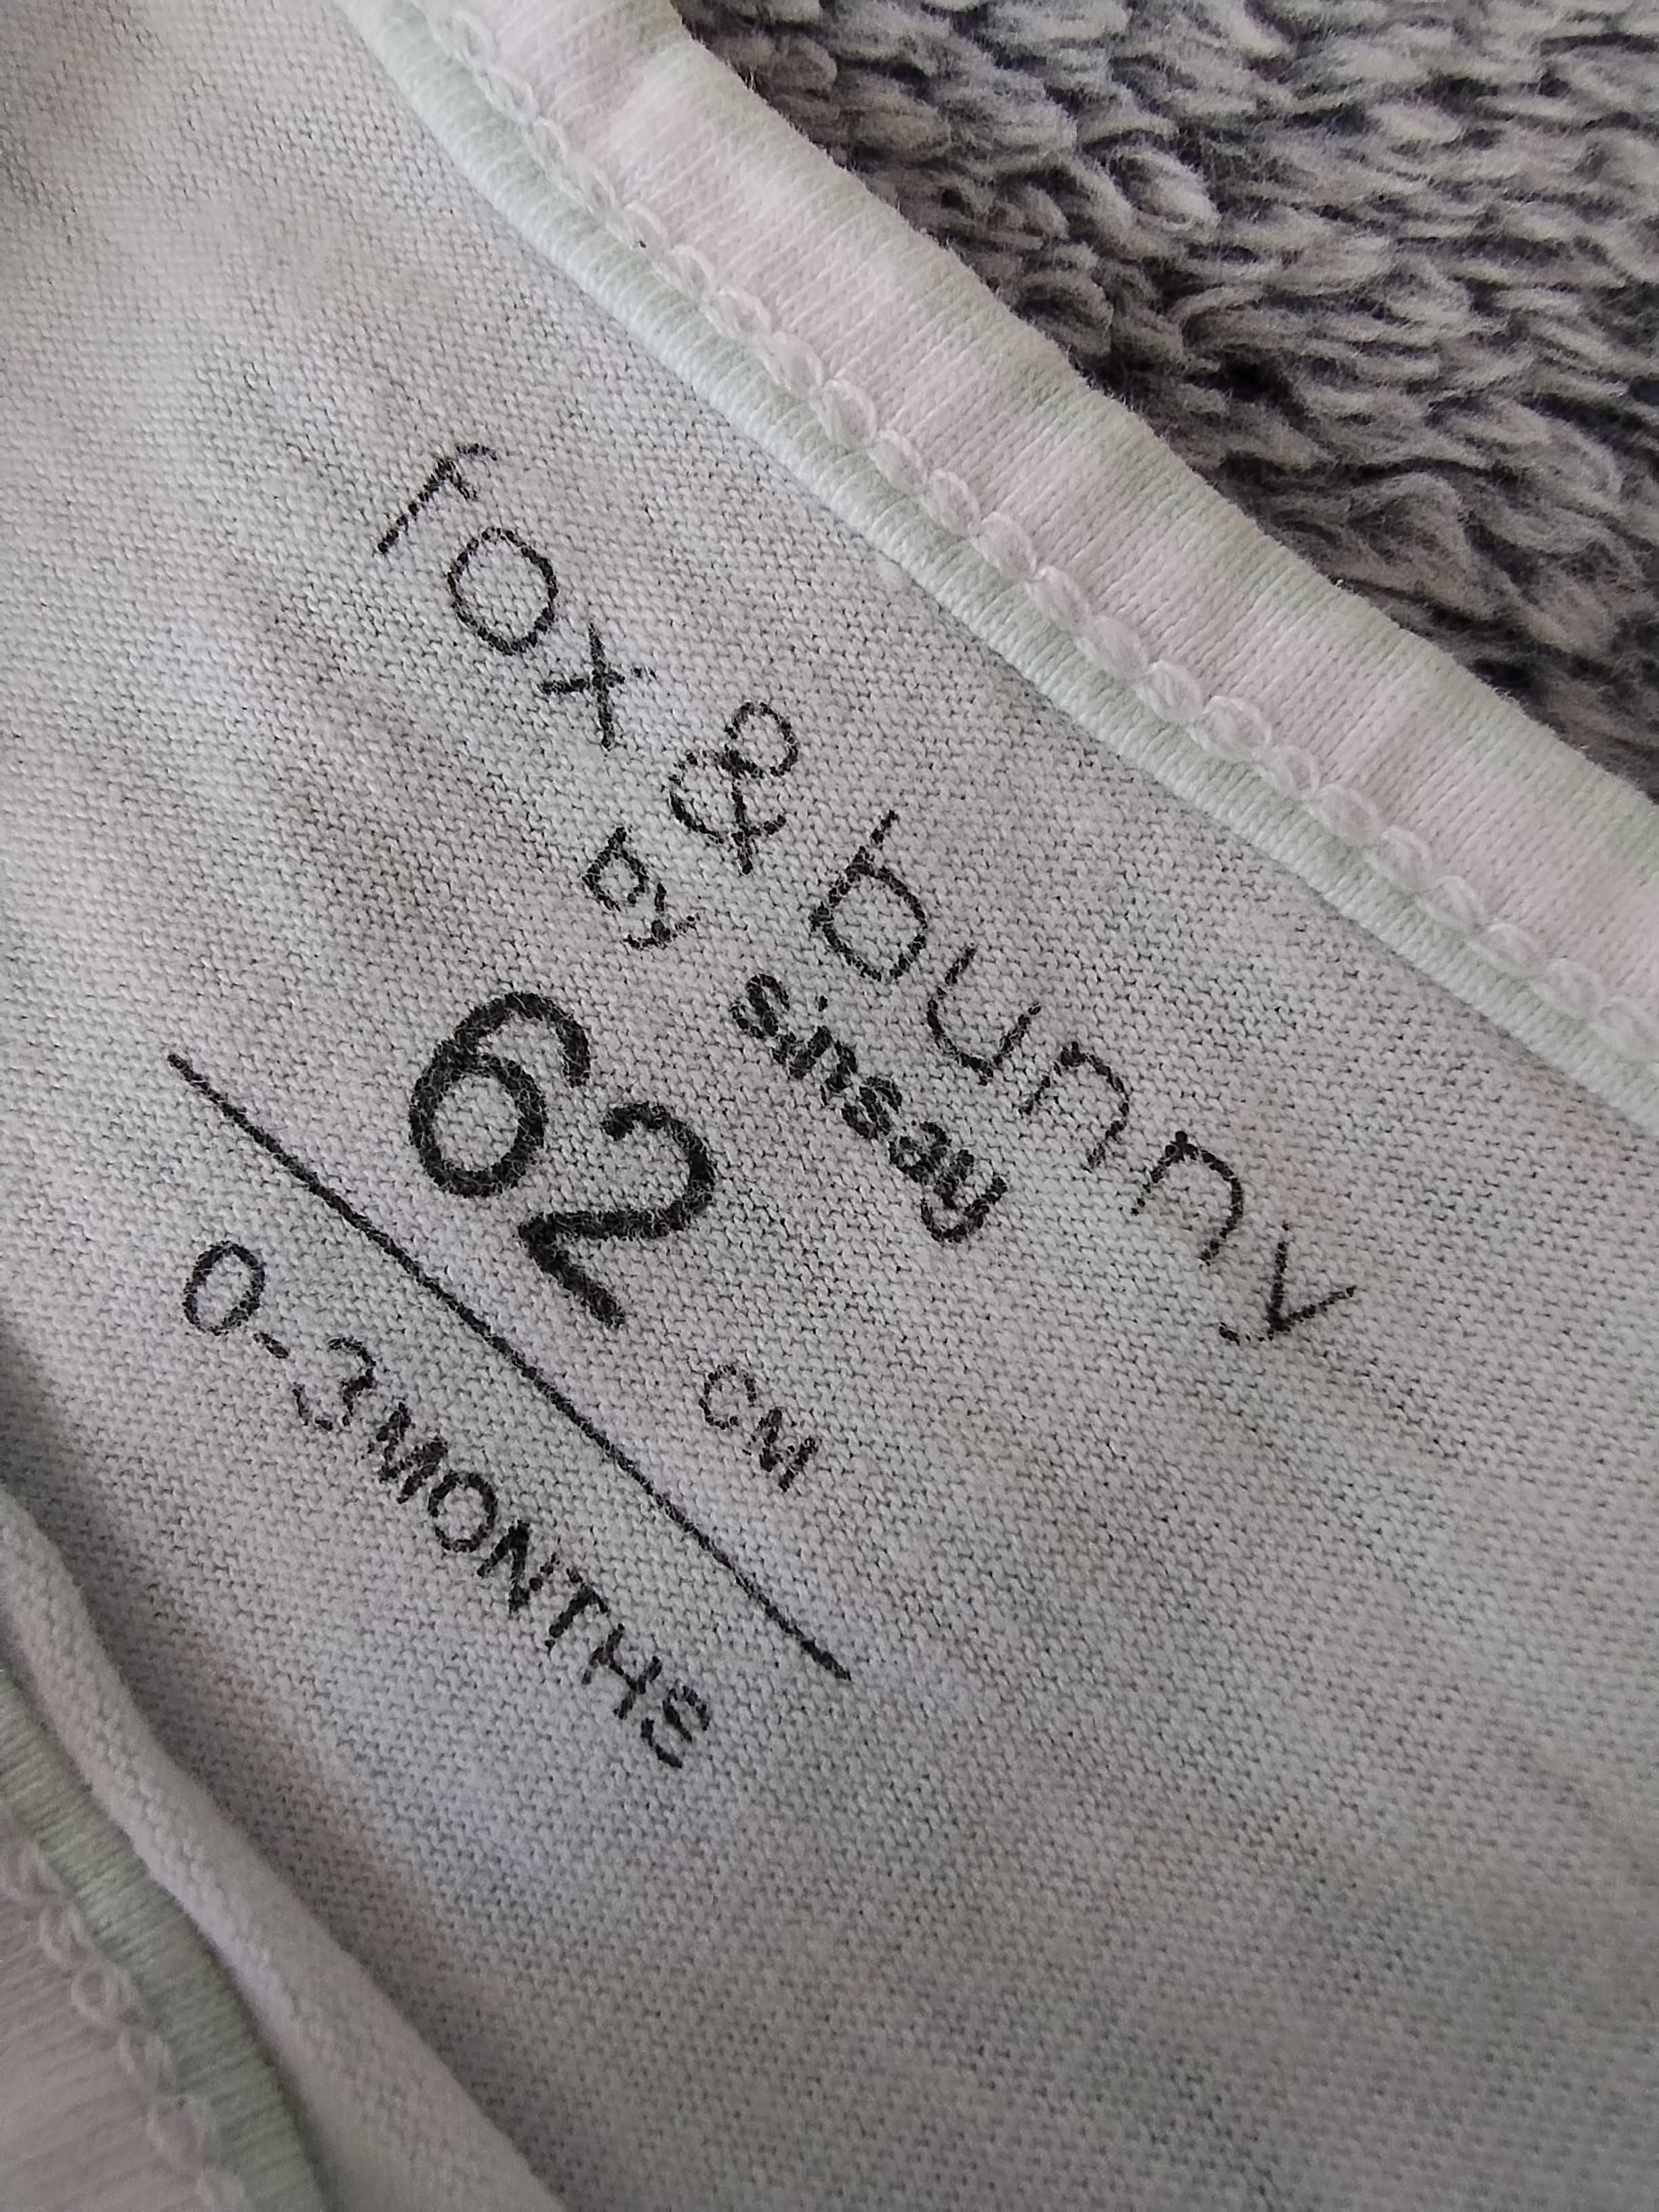 Fox & bunny
by sinsay
62 CM
0-3 MONTHS